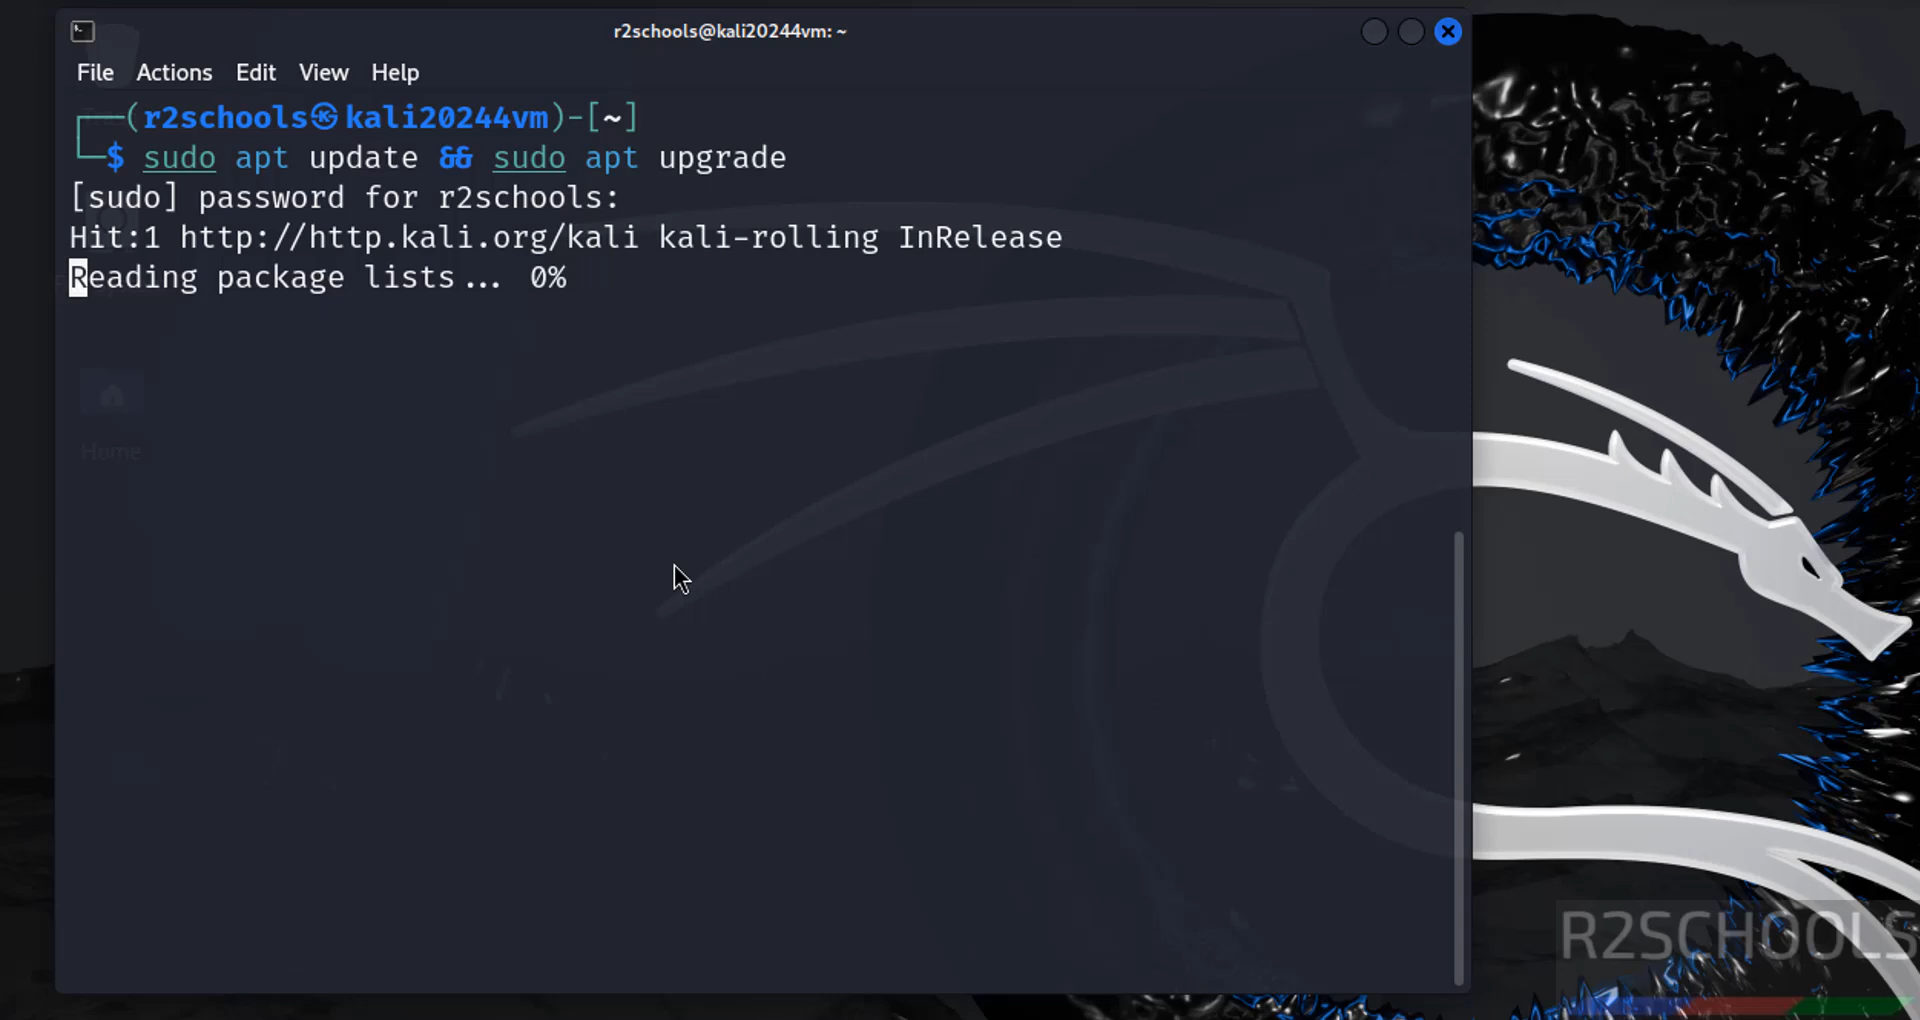 r2schools@kali20244vm: ~
File Actions Edit View Help
┌──(r2schools㉿kali20244vm)-[~]
└─$ sudo apt update && sudo apt upgrade
[sudo] password for r2schools:
Hit:1 http://http.kali.org/kali kali-rolling InRelease
Reading package lists... 0%
Home
R2SCHOOLS